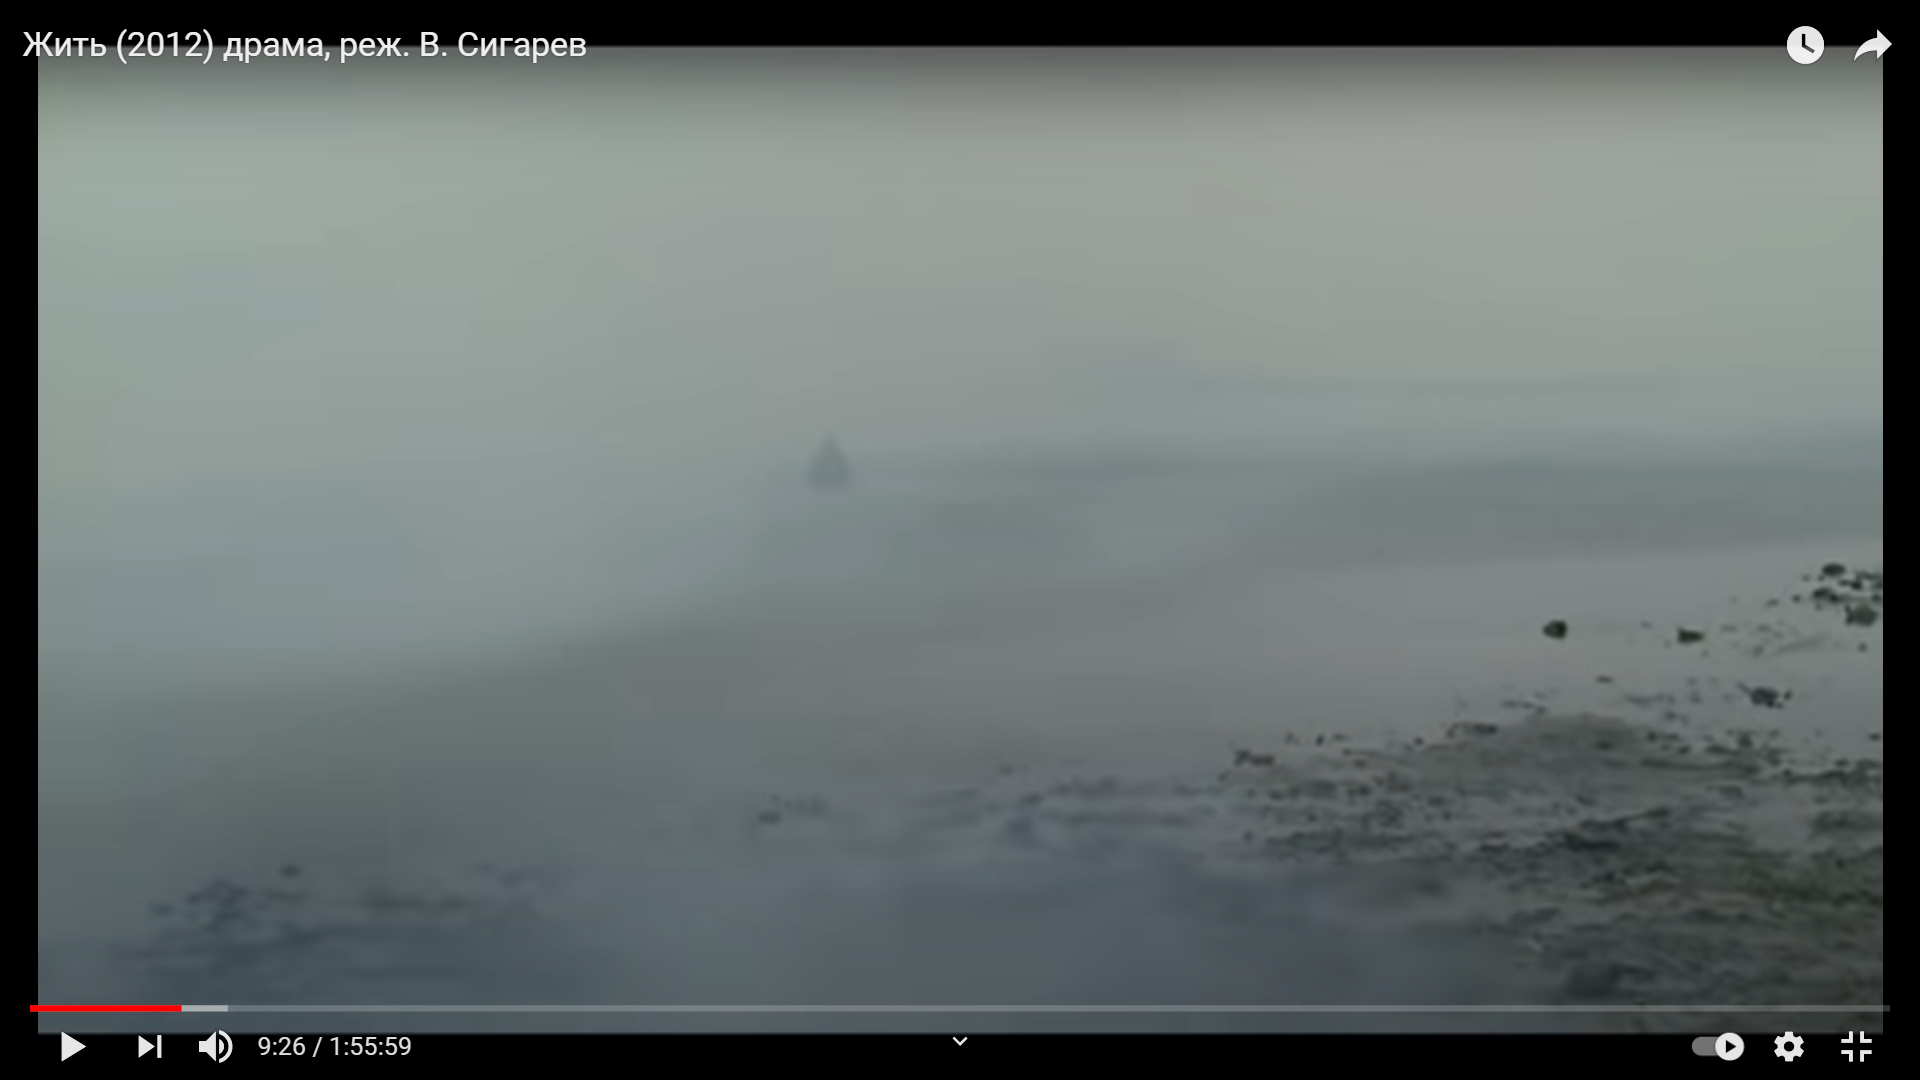 Жить (2012) драма, реж. В. Сигарев
9:26 / 1:55:59